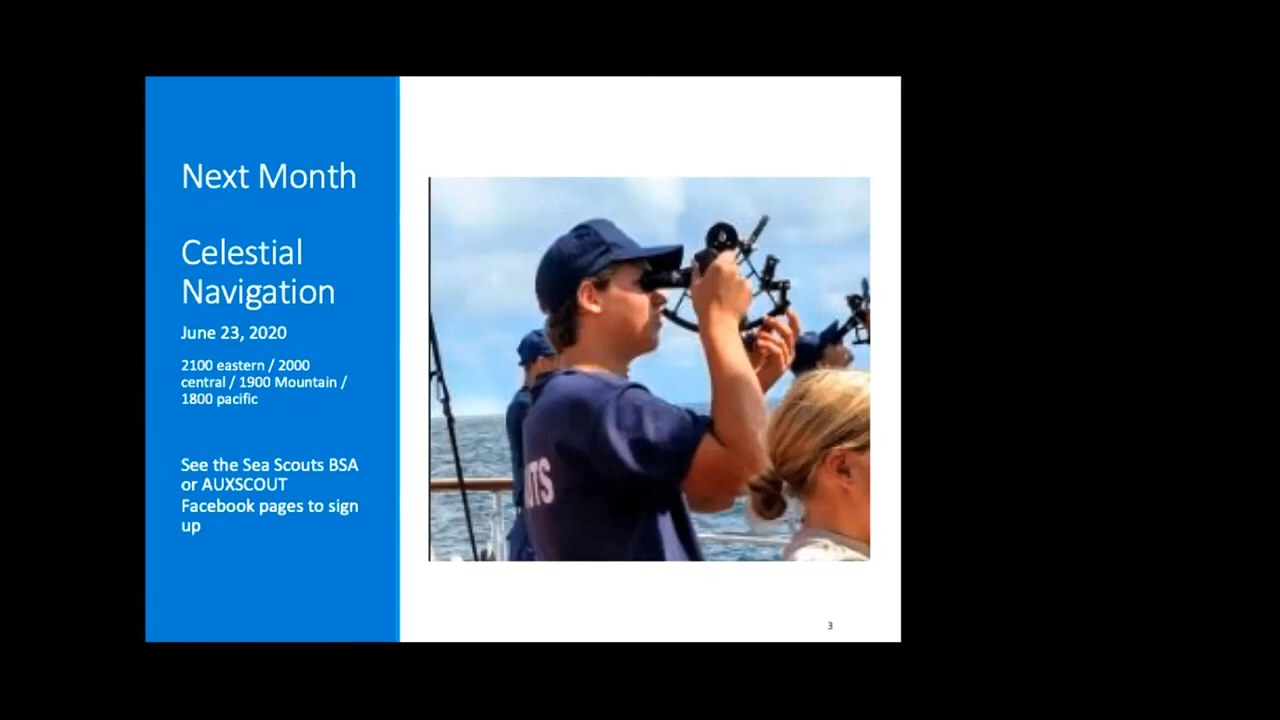 Next Month
Celestial
Navigation
June 23, 2020
2100 eastern / 2000
central / 1900 Mountain /
1800 pacific
See the Sea Scouts BSA
or AUXSCOUT
Facebook pages to sign
up
UTS
3